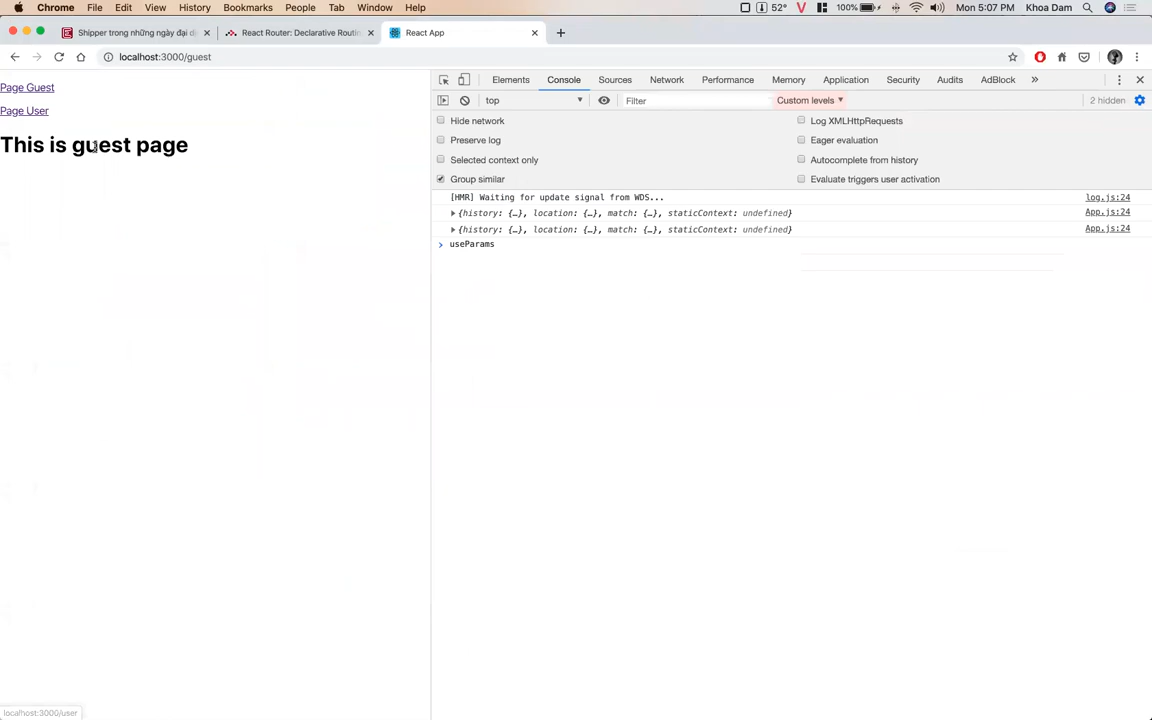 Chrome File Edit View History Bookmarks People Tab Window Help 52° 100% Mon 5:07 PM Khoa Dam
Shipper trong những ngày đại dị React Router: Declarative Routin React App
localhost:3000/guest
Page Guest
Page User
This is guest page
Elements Console Sources Network Performance Memory Application Security Audits AdBlock »
top Filter Custom levels 2 hidden
Hide network Log XMLHttpRequests
Preserve log Eager evaluation
Selected context only Autocomplete from history
Group similar Evaluate triggers user activation
[HMR] Waiting for update signal from WDS... log.js:24
{history: {…}, location: {…}, match: {…}, staticContext: undefined} App.js:24
{history: {…}, location: {…}, match: {…}, staticContext: undefined} App.js:24
> useParams
localhost:3000/user